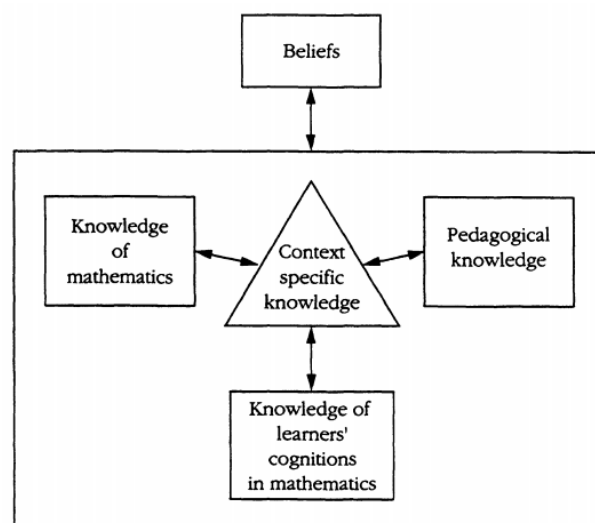 Beliefs
Knowledge
of
mathematics
Context
specific
knowledge
Pedagogical
knowledge
Knowledge of
learners'
cognitions
in mathematics